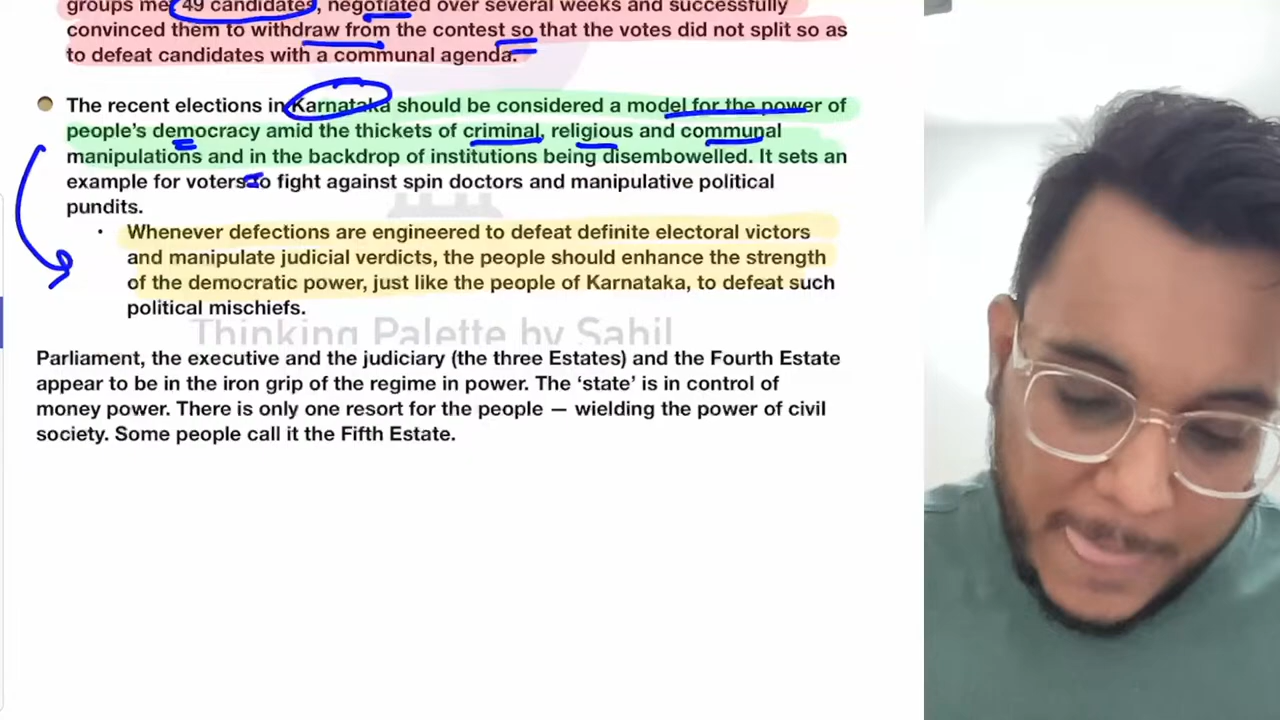 groups met 49 candidates, negotiated over several weeks and successfully
convinced them to withdraw from the contest so that the votes did not split so as
to defeat candidates with a communal agenda.
The recent elections in Karnataka should be considered a model for the power of
people's democracy amid the thickets of criminal, religious and communal
manipulations and in the backdrop of institutions being disembowelled. It sets an
example for voters to fight against spin doctors and manipulative political
pundits.
Whenever defections are engineered to defeat definite electoral victors
and manipulate judicial verdicts, the people should enhance the strength
of the democratic power, just like the people of Karnataka, to defeat such
political mischiefs.
Thinking Palette by Sahil
Parliament, the executive and the judiciary (the three Estates) and the Fourth Estate
appear to be in the iron grip of the regime in power. The 'state' is in control of
money power. There is only one resort for the people — wielding the power of civil
society. Some people call it the Fifth Estate.